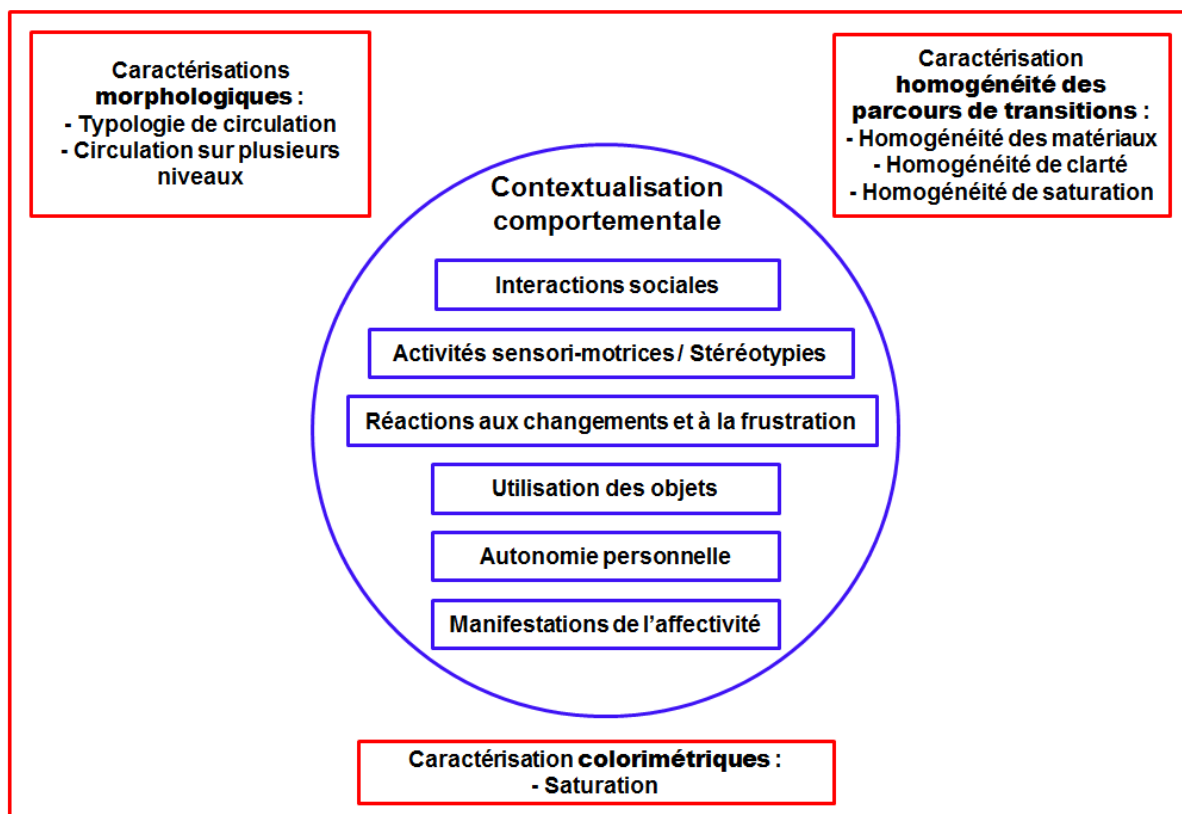 Caractérisations
morphologiques :
- Typologie de circulation
- Circulation sur plusieurs
niveaux
Caractérisation
homogénéité des
parcours de transitions :
- Homogénéité des matériaux
- Homogénéité de clarté
- Homogénéité de saturation
Contextualisation
comportementale
Interactions sociales
Activités sensori-motrices / Stéréotypies
Réactions aux changements et à la frustration
Utilisation des objets
Autonomie personnelle
Manifestations de l'affectivité
Caractérisation colorimétriques :
- Saturation